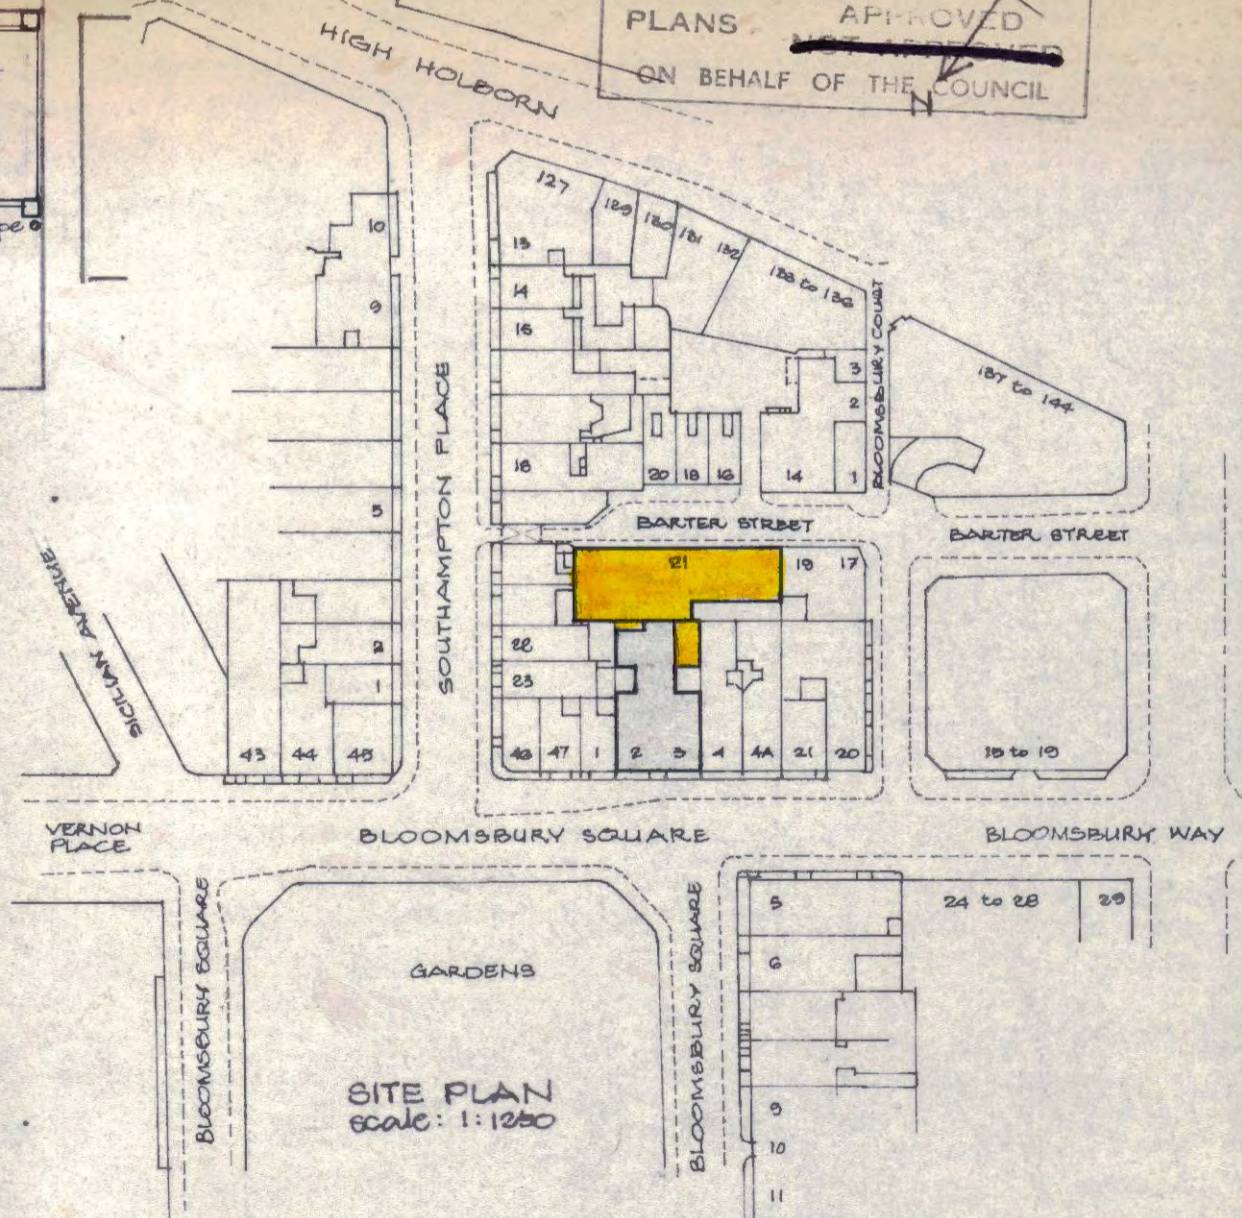 PLANS APPROVED
NOT APPROVED
ON BEHALF OF THE COUNCIL
N
HIGH HOLBORN
127
129
130
131
132
133 to 136
10
9
13
14
15
BLOOMSBURY COURT
3
2
1
137 to 144
SOUTHAMPTON PLACE
18
20
18
16
14
5
BARTER STREET
BARTER STREET
SICILIAN AVENUE
21
19
17
2
1
22
23
43
44
45
46
47
1
2
3
4
4A
21
20
15 to 19
VERNON
PLACE
BLOOMSBURY SQUARE
BLOOMSBURY WAY
BLOOMSBURY SQUARE
GARDENS
BLOOMSBURY SQUARE
5
6
24 to 28
29
SITE PLAN
scale: 1:1250
9
10
11